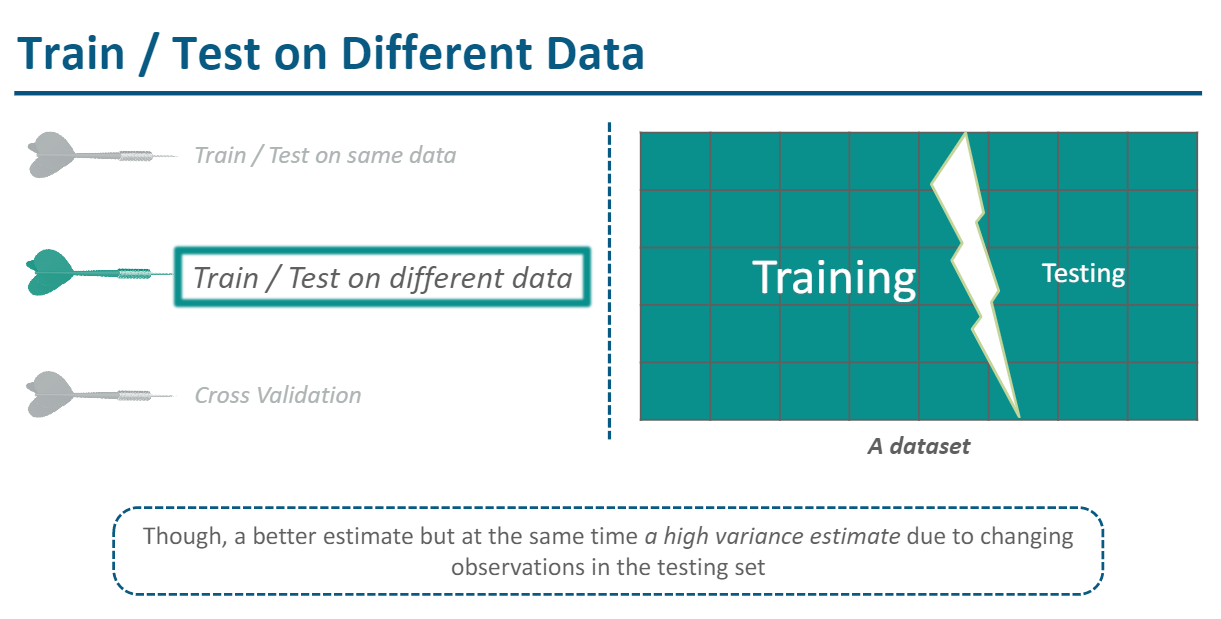 Train / Test on Different Data
Train / Test on same data
Train / Test on different data
Cross Validation
Training
Testing
A dataset
Though, a better estimate but at the same time a high variance estimate due to changing
observations in the testing set